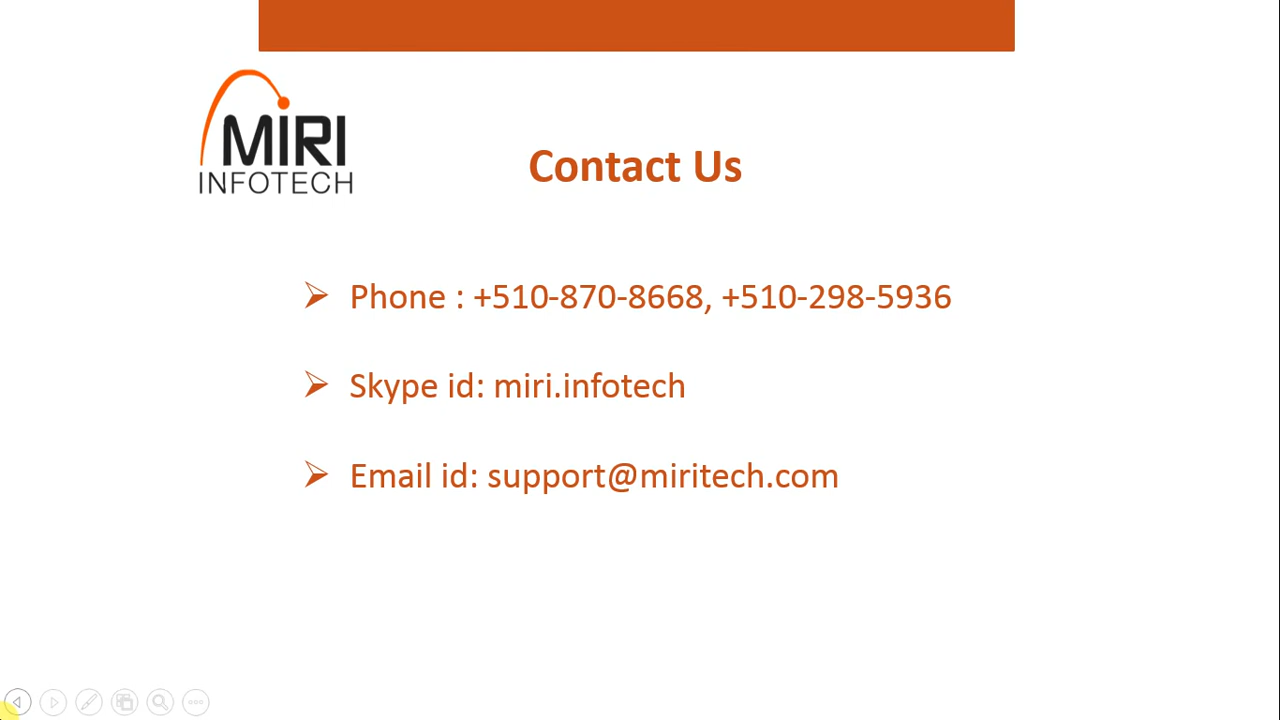 MIRI
INFOTECH
Contact Us
Phone : +510-870-8668, +510-298-5936
Skype id: miri.infotech
Email id: support@miritech.com